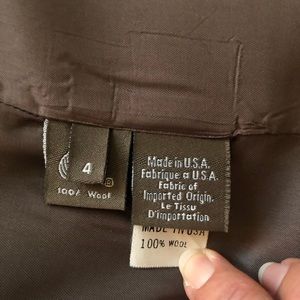 4
®
100% Wool
Made in U.S.A.
Fabrique a U.S.A.
Fabric of
Imported Origin.
Le Tissu
D'importation
MADE IN USA
100% WOOL